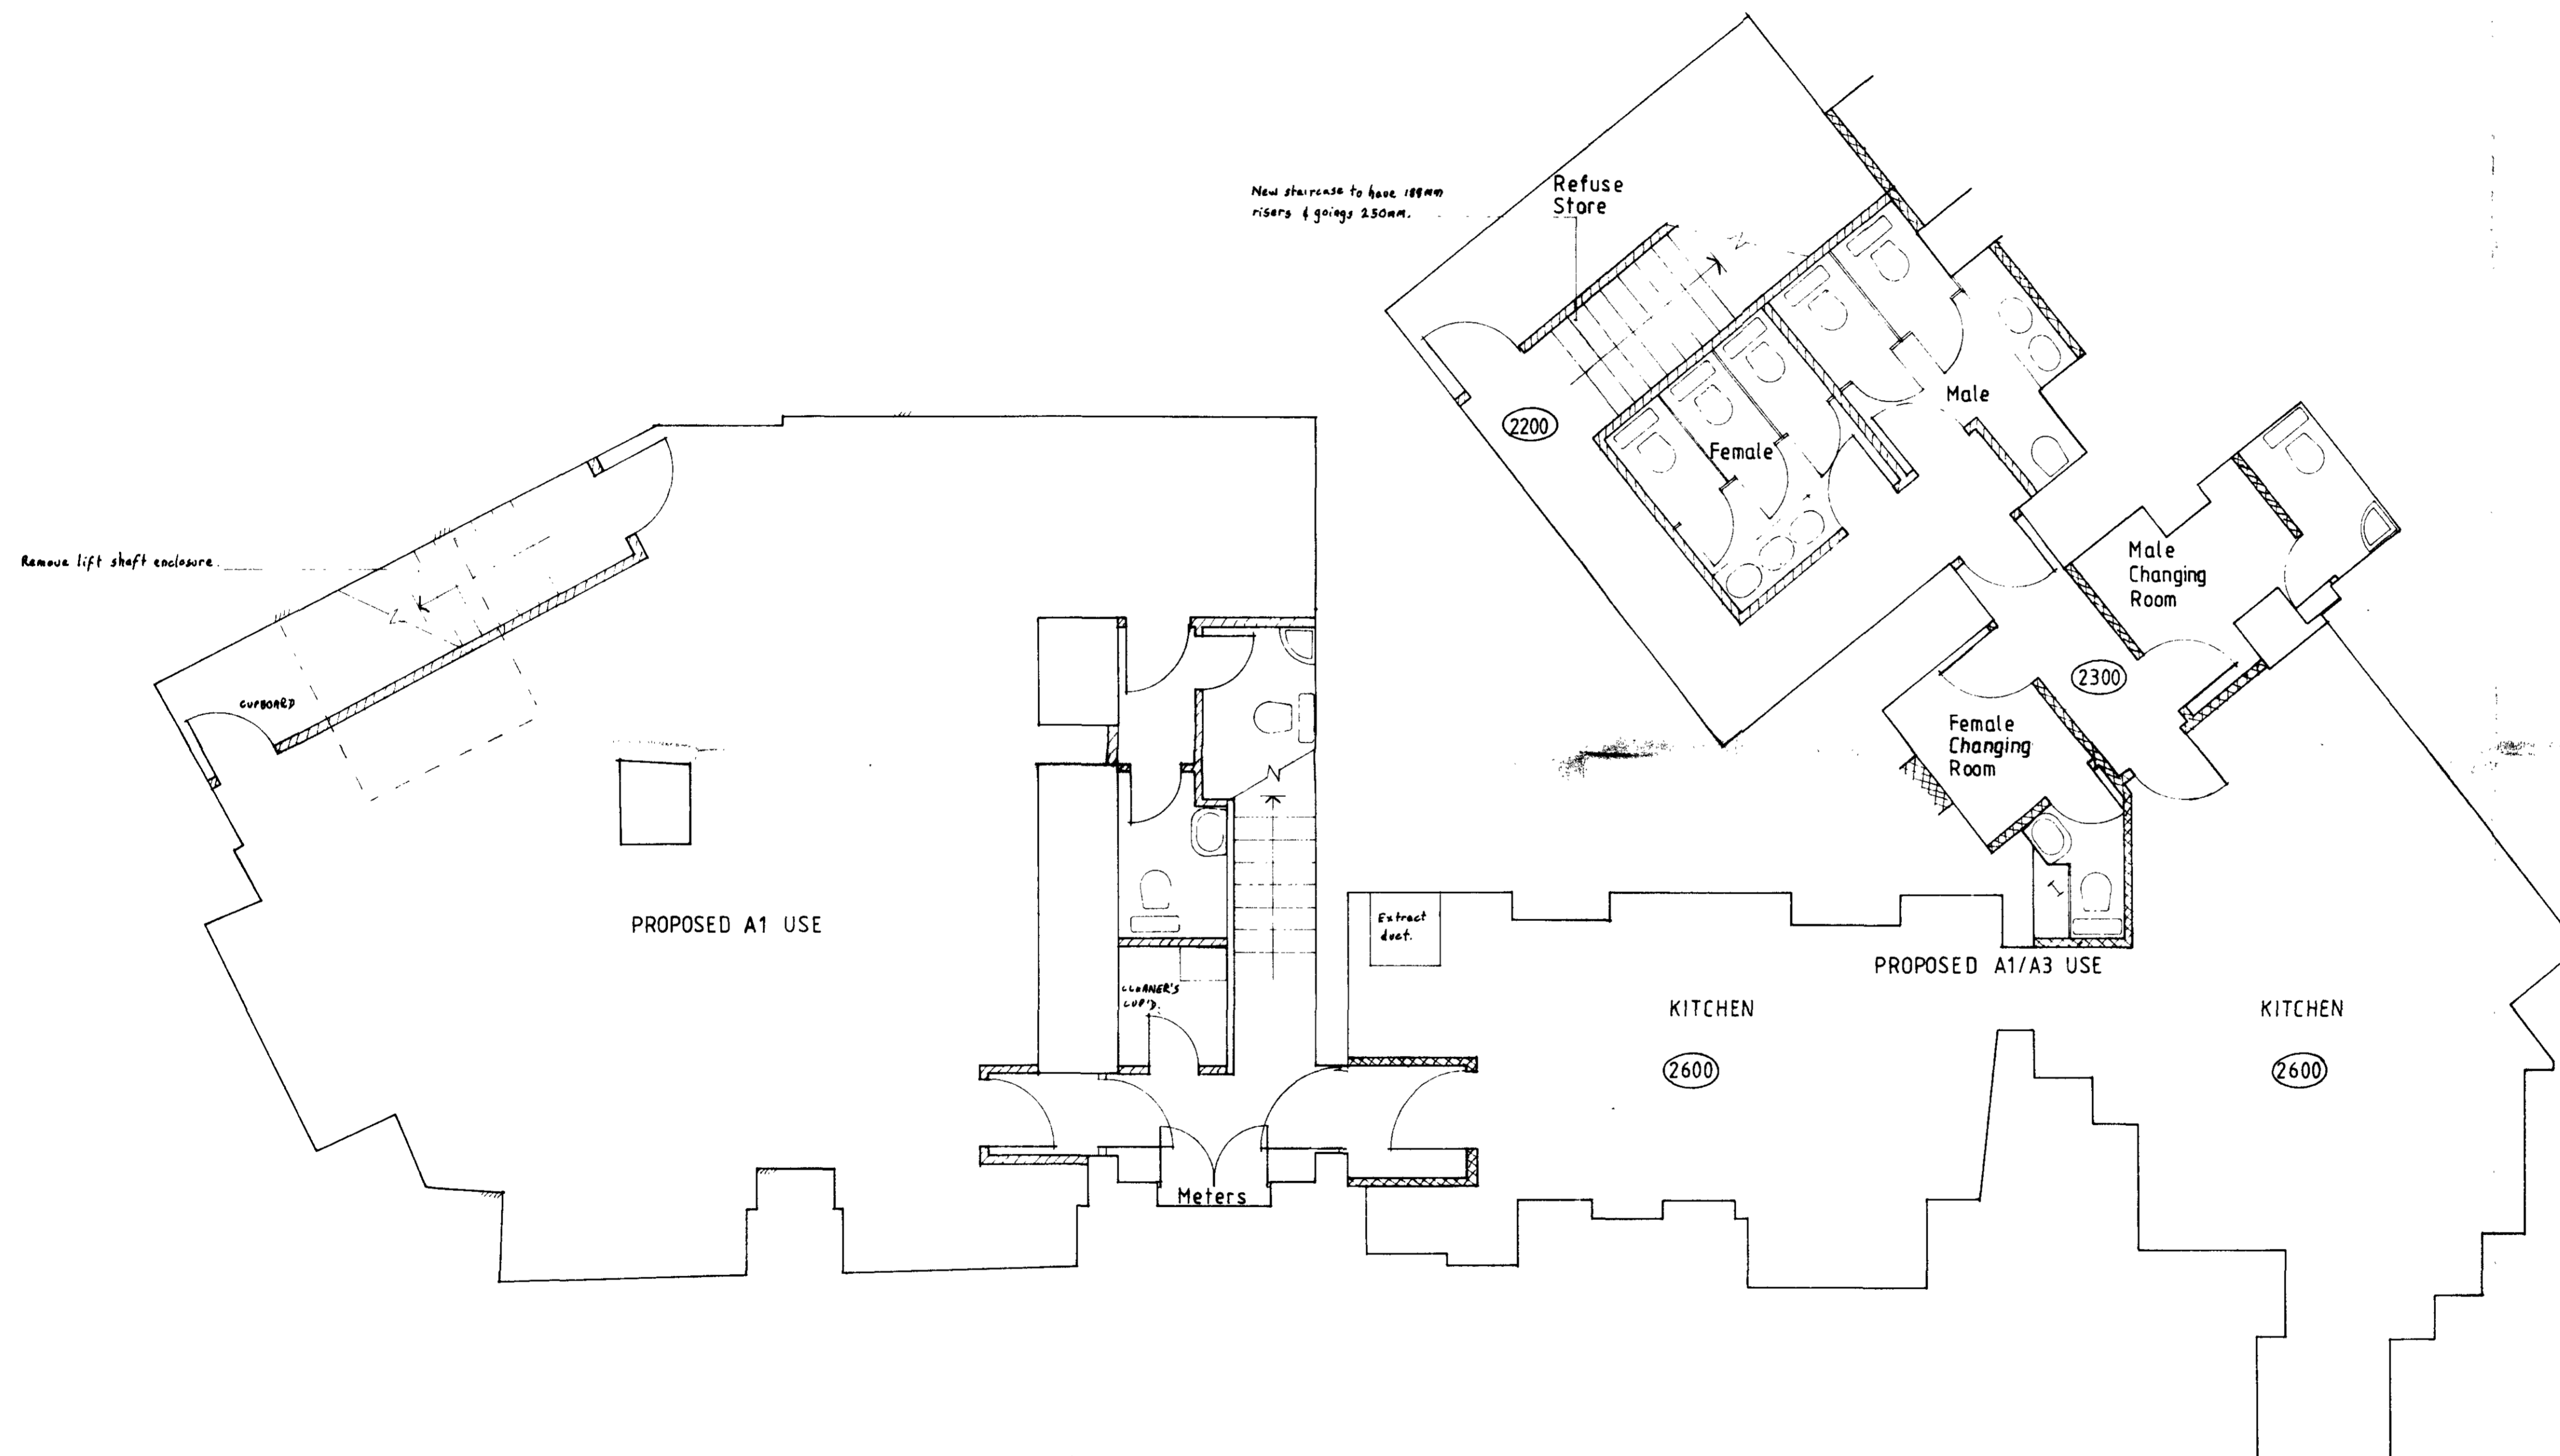 New staircase to have 188mm
risers & goings 250mm.
Refuse
Store
2200
Male
Female
Remove lift shaft enclosure.
Male
Changing
Room
2300
CUPBOARD
Female
Changing
Room
PROPOSED A1 USE
Extract
duct.
PROPOSED A1/A3 USE
CLEANER'S
CUP'D.
KITCHEN
KITCHEN
2600
2600
Meters